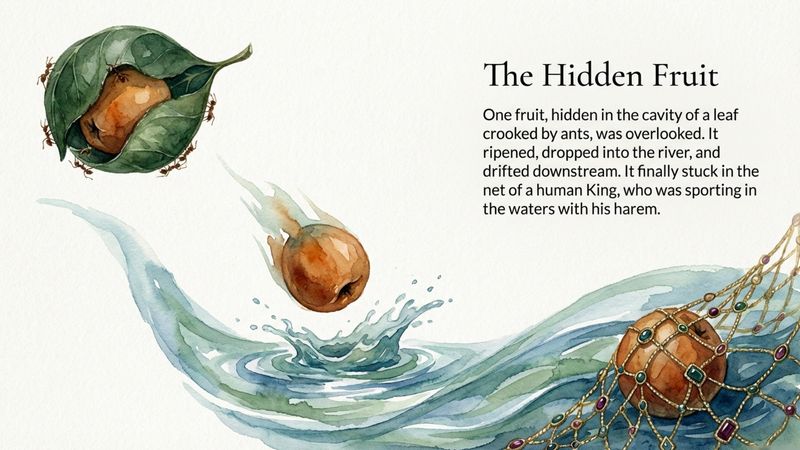 The Hidden Fruit
One fruit, hidden in the cavity of a leaf
crooked by ants, was overlooked. It
ripened, dropped into the river, and
drifted downstream. It finally stuck in the
net of a human King, who was sporting in
the waters with his harem.